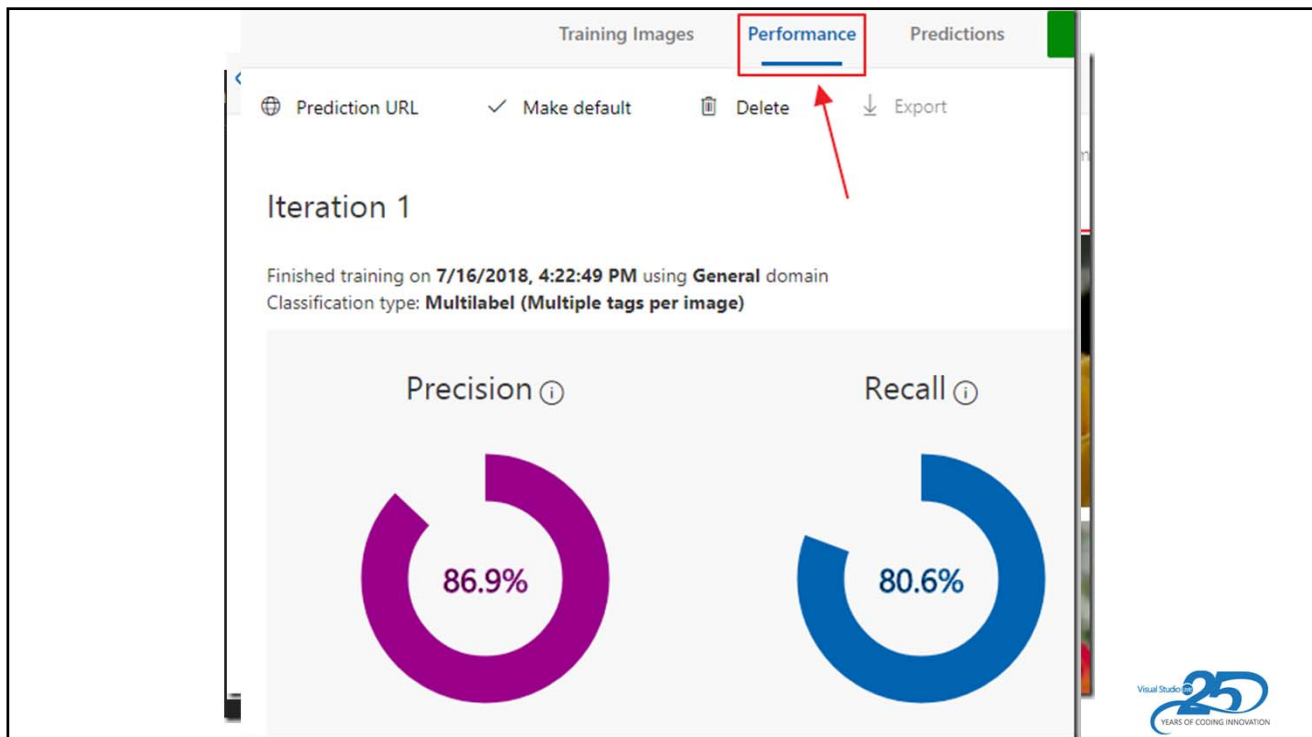 Training Images Performance Predictions
Prediction URL Make default Delete Export
Iteration 1
Finished training on 7/16/2018, 4:22:49 PM using General domain
Classification type: Multilabel (Multiple tags per image)
Precision Recall
86.9% 80.6%
Visual Studio LIVE! 25
YEARS OF CODING INNOVATION